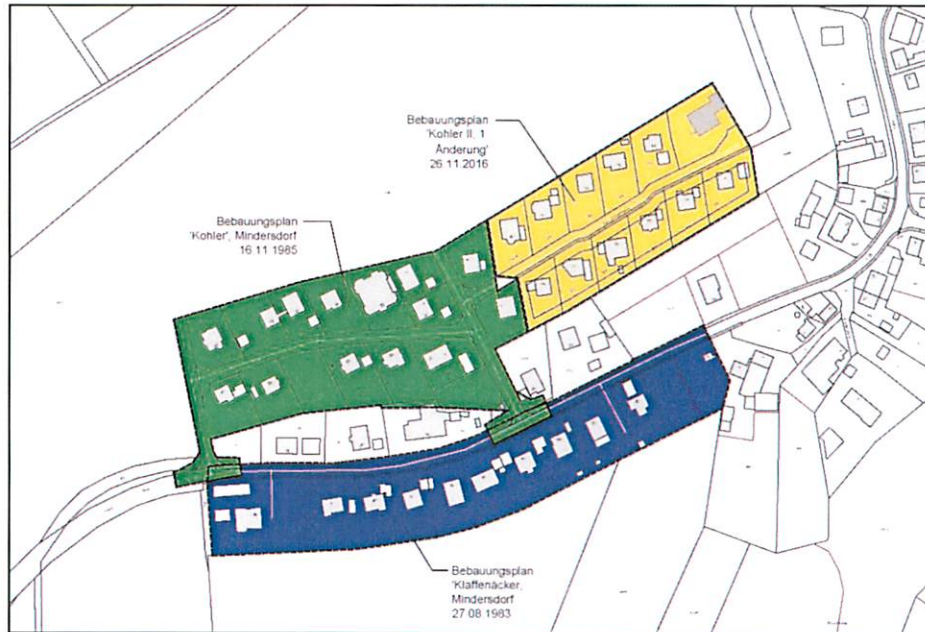 Bebauungsplan
'Kohler II. 1
Änderung'
26.11.2016
Bebauungsplan
'Kohler', Mindersdorf
16.11.1985
Bebauungsplan
'Klaffenäcker,
Mindersdorf
27.08.1983